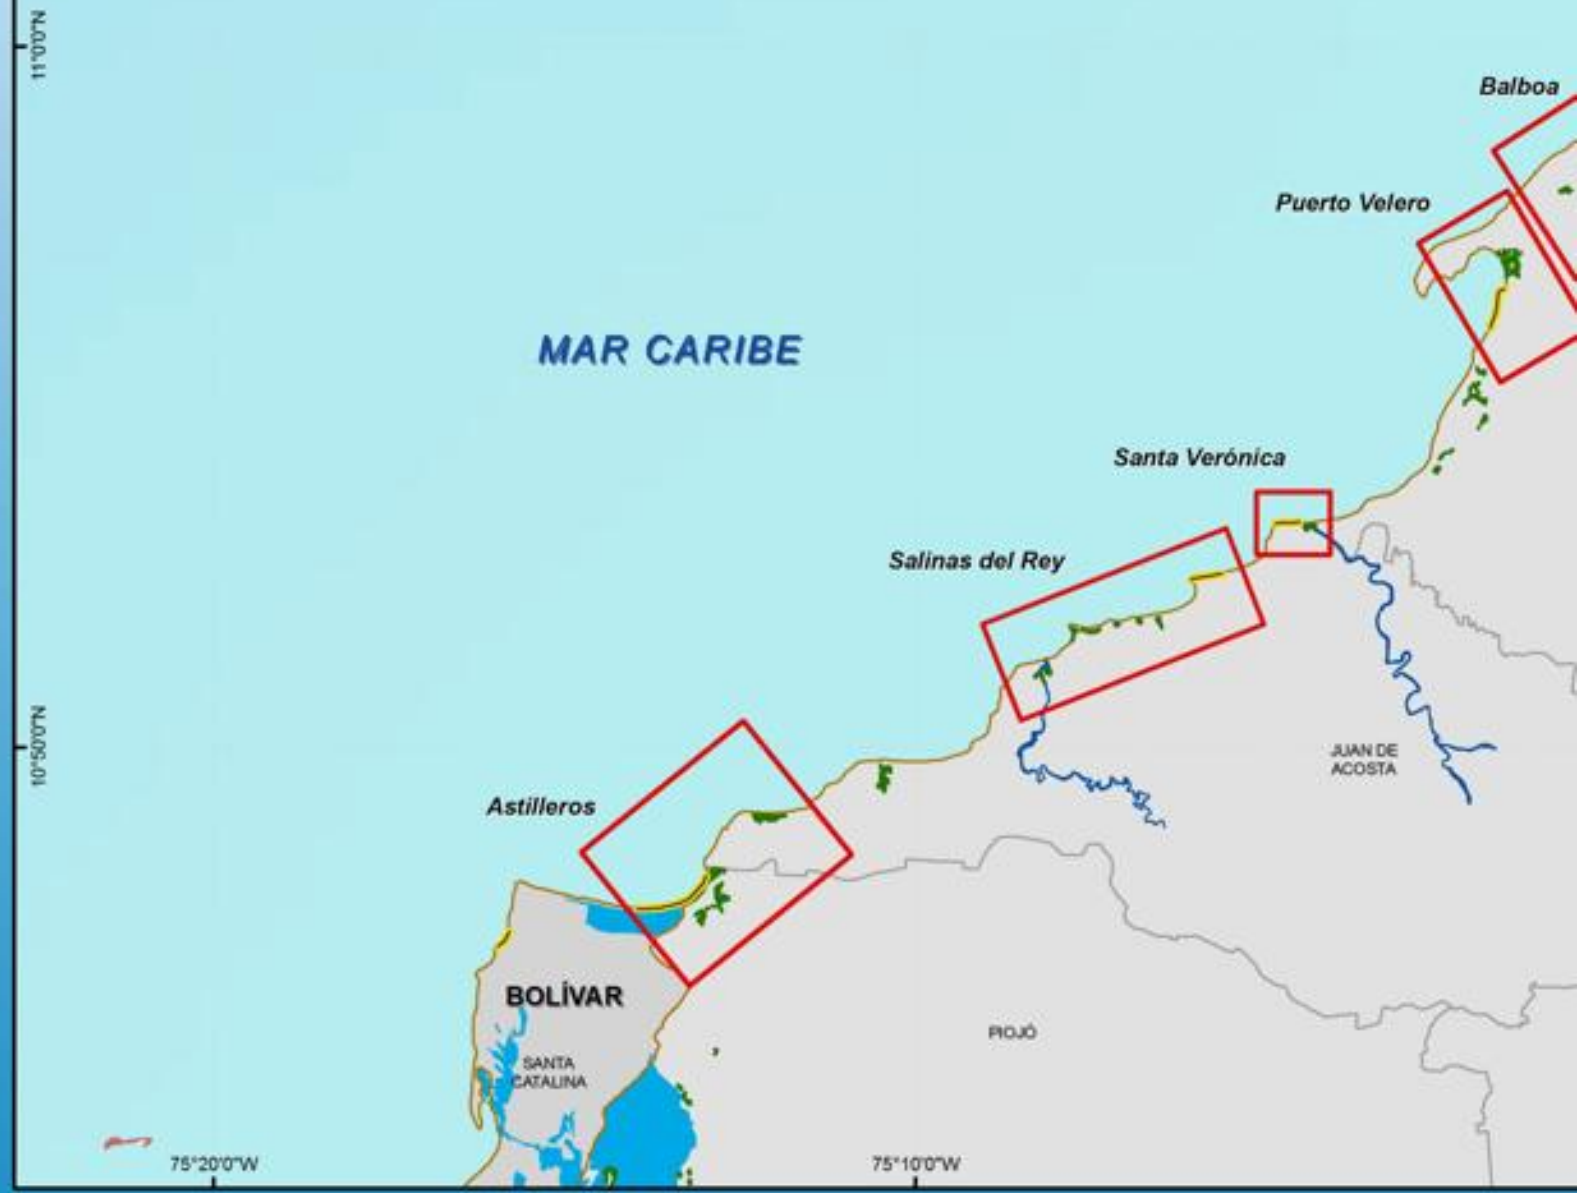 11°0'0"N
Balboa
Puerto Velero
MAR CARIBE
Santa Verónica
Salinas del Rey
10°50'0"N
JUAN DE
ACOSTA
Astilleros
BOLÍVAR
PIOJÓ
SANTA
CATALINA
75°20'0"W
75°10'0"W